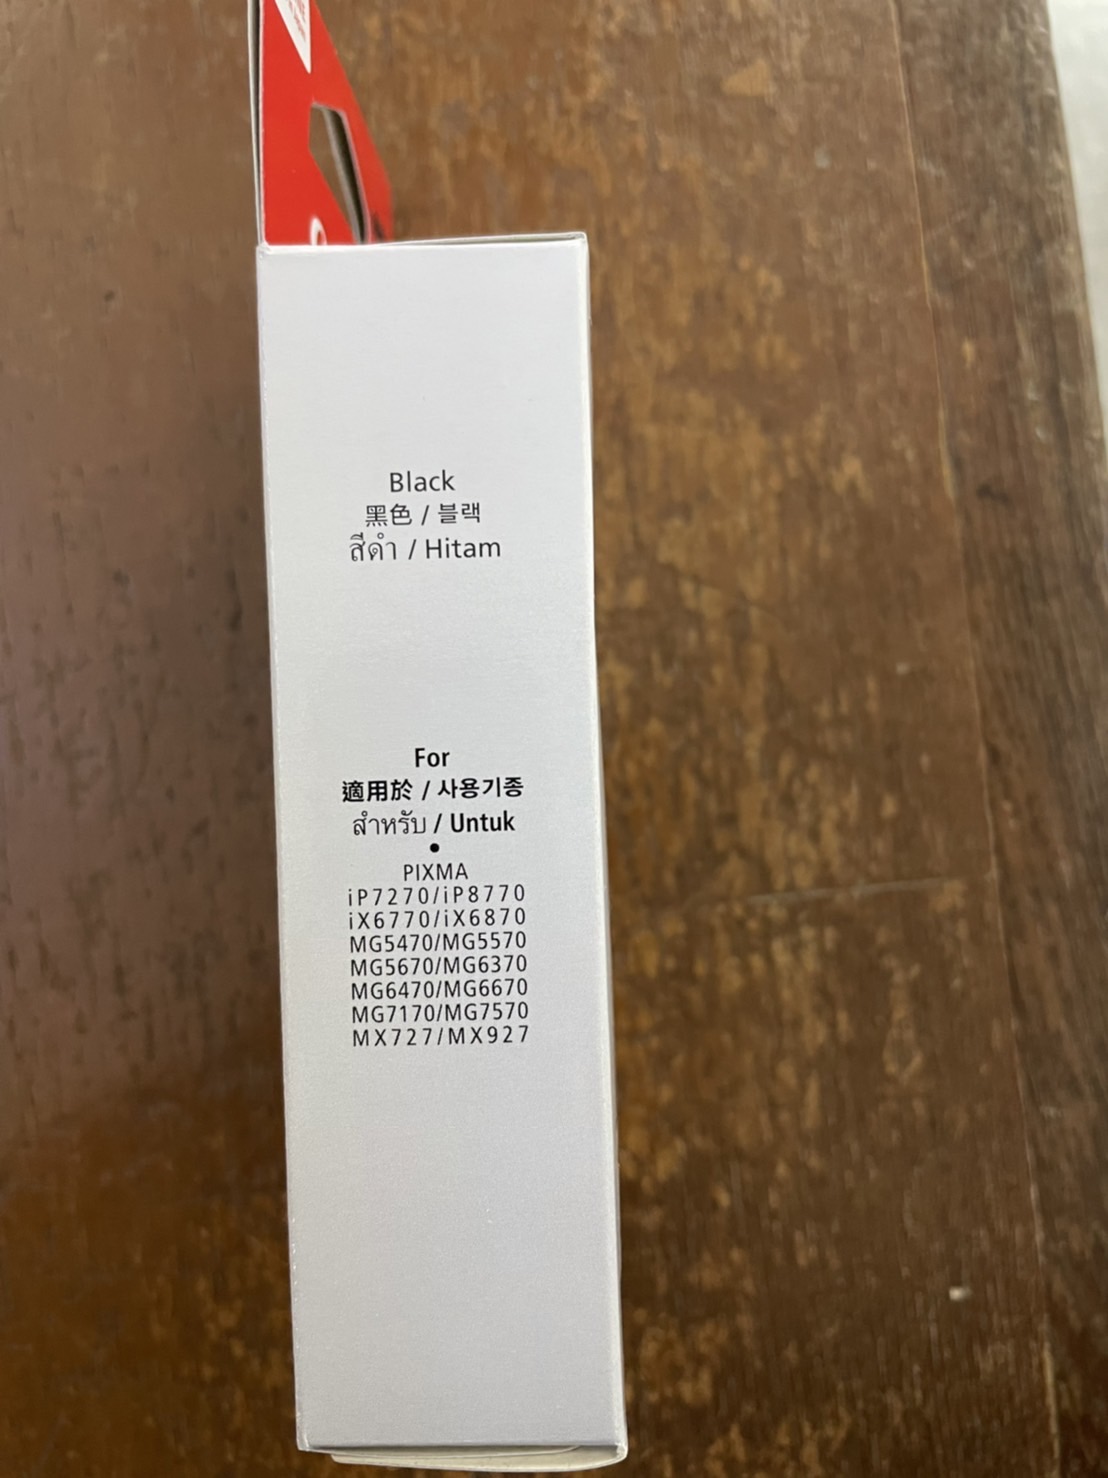 Black
黑色 / 블랙
สีดำ / Hitam
For
適用於 / 사용기종
สำหรับ / Untuk
•
PIXMA
iP7270/iP8770
iX6770/iX6870
MG5470/MG5570
MG5670/MG6370
MG6470/MG6670
MG7170/MG7570
MX727/MX927